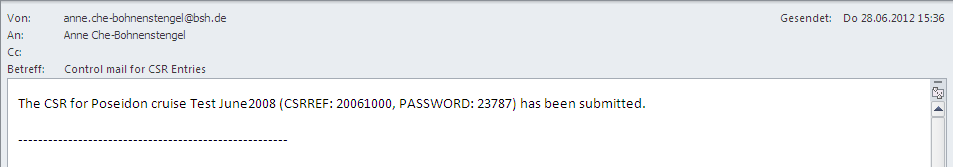 Von: anne.che-bohnenstengel@bsh.de Gesendet: Do 28.06.2012 15:36
An: Anne Che-Bohnenstengel
Cc:
Betreff: Control mail for CSR Entries
The CSR for Poseidon cruise Test June2008 (CSRREF: 20061000, PASSWORD: 23787) has been submitted.
------------------------------------------------------